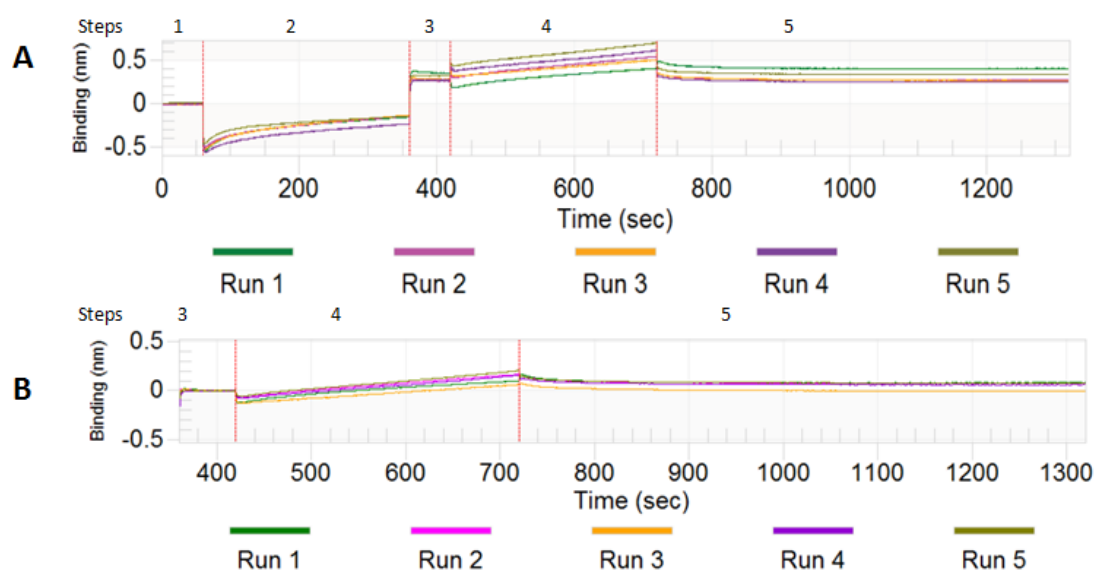 Steps 1 2 3 4 5
A
Binding (nm)
0.5
0
-0.5
0 200 400 600 800 1000 1200
Time (sec)
Run 1 Run 2 Run 3 Run 4 Run 5
Steps 3 4 5
B
Binding (nm)
0.5
0
-0.5
400 500 600 700 800 900 1000 1100 1200 1300
Time (sec)
Run 1 Run 2 Run 3 Run 4 Run 5